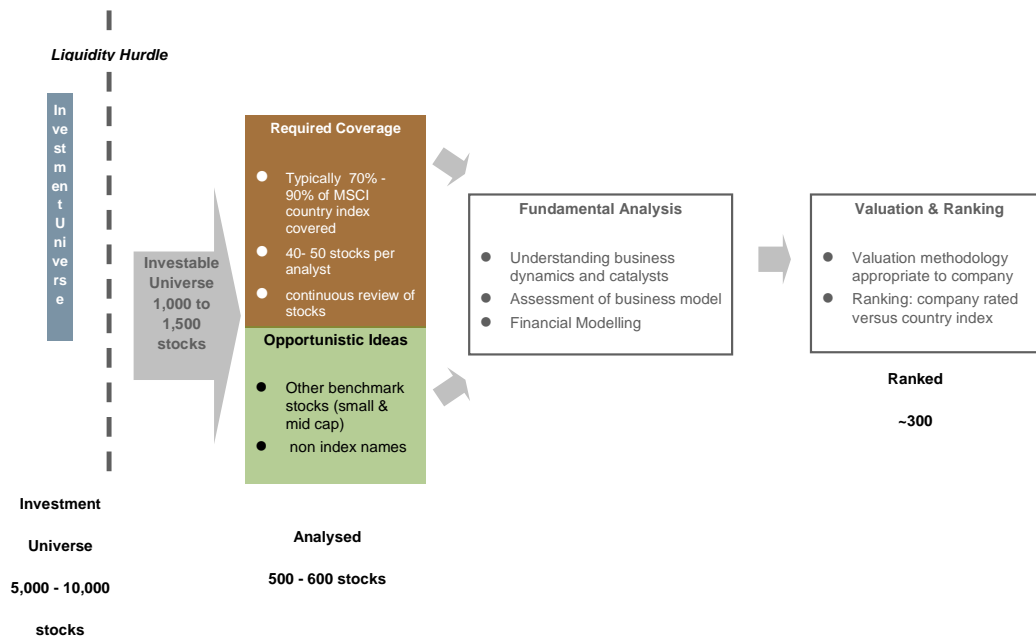 Liquidity Hurdle
In
ve
st
m
en
t U
ni
ve
rs
e
Investable
Universe
1,000 to
1,500
stocks
Required Coverage
● Typically 70% -
90% of MSCI
country index
covered
● 40- 50 stocks per
analyst
● continuous review of
stocks
Opportunistic Ideas
● Other benchmark
stocks (small &
mid cap)
● non index names
Fundamental Analysis
● Understanding business
dynamics and catalysts
● Assessment of business model
● Financial Modelling
Valuation & Ranking
● Valuation methodology
appropriate to company
● Ranking: company rated
versus country index
Ranked
~300
Investment
Universe
5,000 - 10,000
stocks
Analysed
500 - 600 stocks